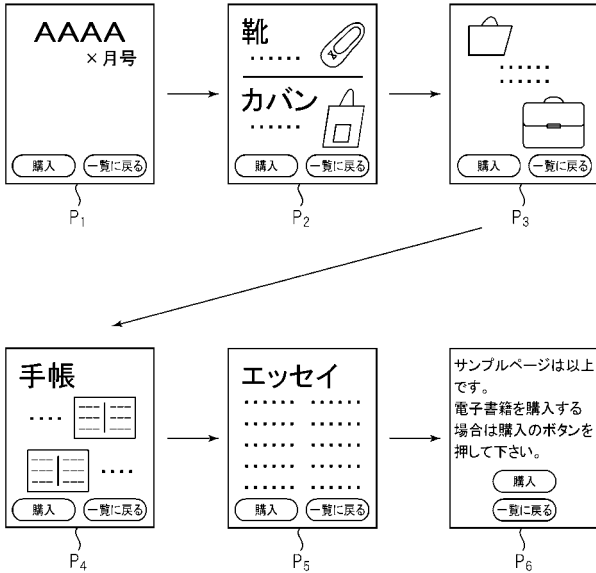 AAAA
×月号
購入 一覧に戻る
P1
靴
カバン
購入 一覧に戻る
P2
購入 一覧に戻る
P3
手帳
購入 一覧に戻る
P4
エッセイ
購入 一覧に戻る
P5
サンプルページは以上
です。
電子書籍を購入する
場合は購入のボタンを
押して下さい。
購入
一覧に戻る
P6